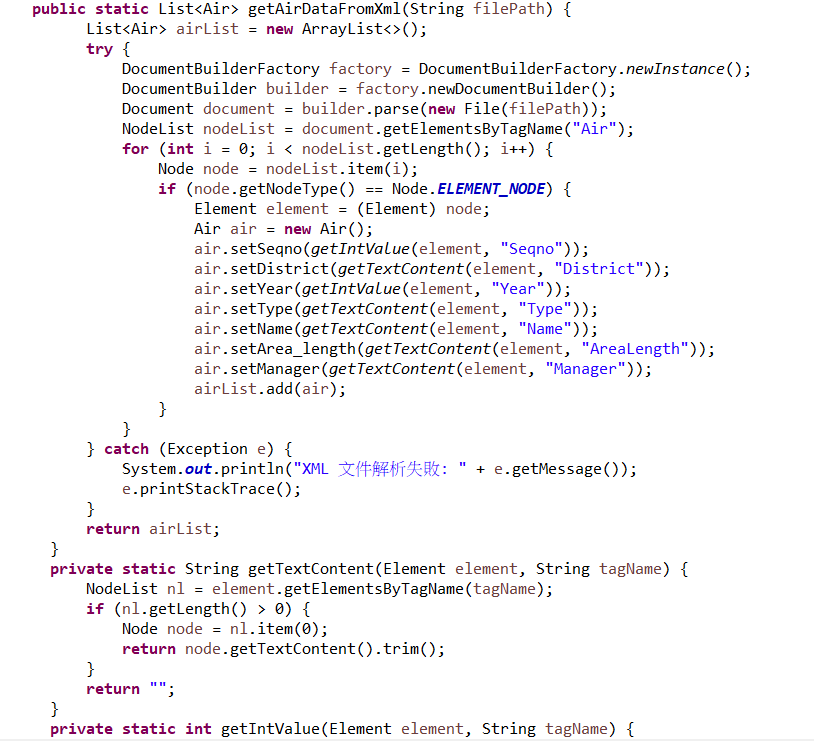 public static List<Air> getAirDataFromXml(String filePath) {
List<Air> airList = new ArrayList<>();
try {
DocumentBuilderFactory factory = DocumentBuilderFactory.newInstance();
DocumentBuilder builder = factory.newDocumentBuilder();
Document document = builder.parse(new File(filePath));
NodeList nodeList = document.getElementsByTagName("Air");
for (int i = 0; i < nodeList.getLength(); i++) {
Node node = nodeList.item(i);
if (node.getNodeType() == Node.ELEMENT_NODE) {
Element element = (Element) node;
Air air = new Air();
air.setSeqno(getIntValue(element, "Seqno"));
air.setDistrict(getTextContent(element, "District"));
air.setYear(getIntValue(element, "Year"));
air.setType(getTextContent(element, "Type"));
air.setName(getTextContent(element, "Name"));
air.setArea_length(getTextContent(element, "AreaLength"));
air.setManager(getTextContent(element, "Manager"));
airList.add(air);
}
}
} catch (Exception e) {
System.out.println("XML 文件解析失敗: " + e.getMessage());
e.printStackTrace();
}
return airList;
}
private static String getTextContent(Element element, String tagName) {
NodeList nl = element.getElementsByTagName(tagName);
if (nl.getLength() > 0) {
Node node = nl.item(0);
return node.getTextContent().trim();
}
return "";
}
private static int getIntValue(Element element, String tagName) {